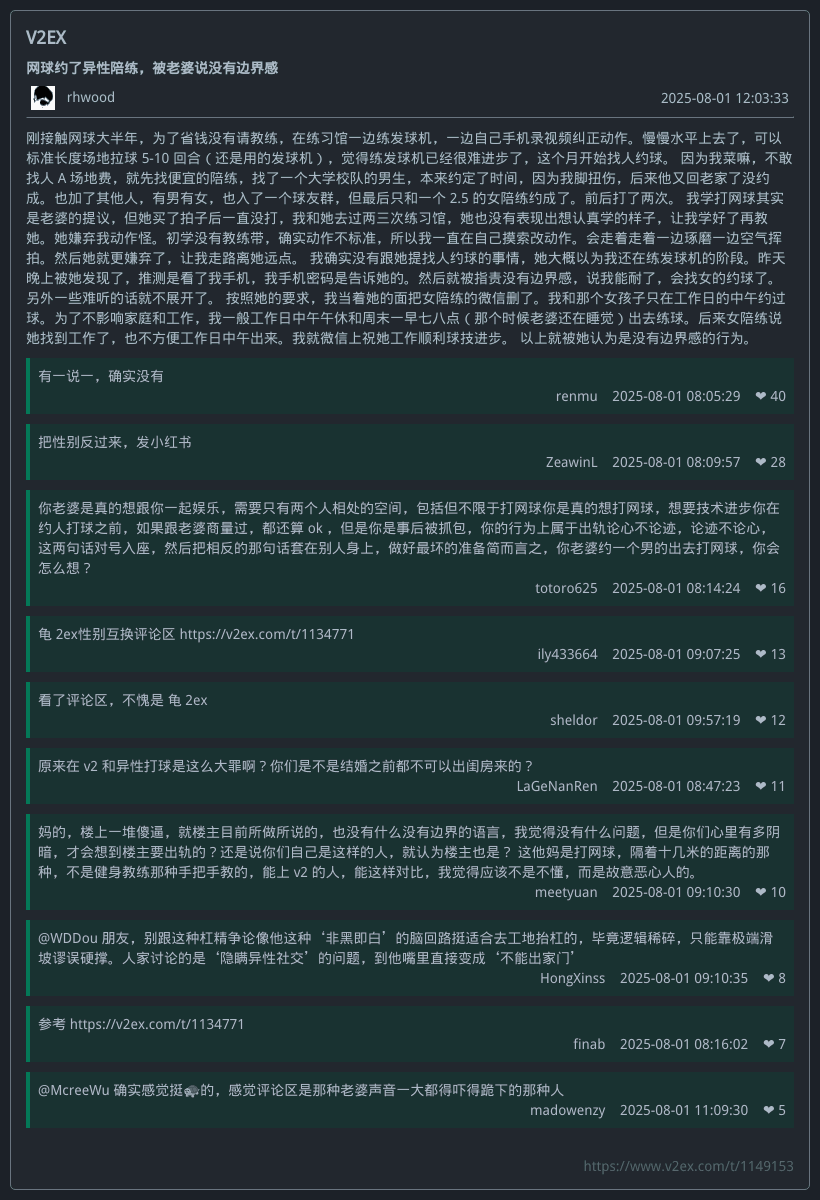 V2EX
网球约了异性陪练，被老婆说没有边界感
rhwood 2025-08-01 12:03:33
刚接触网球大半年，为了省钱没有请教练，在练习馆一边练发球机，一边自己手机录视频纠正动作。慢慢水平上去了，可以
标准长度场地拉球 5-10 回合（还是用的发球机），觉得练发球机已经很难进步了，这个月开始找人约球。 因为我菜嘛，不敢
找人 A 场地费，就先找便宜的陪练，找了一个大学校队的男生，本来约定了时间，因为我脚扭伤，后来他又回老家了没约
成。也加了其他人，有男有女，也入了一个球友群，但最后只和一个 2.5 的女陪练约成了。前后打了两次。 我学打网球其实
是老婆的提议，但她买了拍子后一直没打，我和她去过两三次练习馆，她也没有表现出想认真学的样子，让我学好了再教
她。她嫌弃我动作怪。初学没有教练带，确实动作不标准，所以我一直在自己摸索改动作。会走着走着一边琢磨一边空气挥
拍。然后她就更嫌弃了，让我走路离她远点。 我确实没有跟她提找人约球的事情，她大概以为我还在练发球机的阶段。昨天
晚上被她发现了，推测是看了我手机，我手机密码是告诉她的。然后就被指责没有边界感，说我能耐了，会找女的约球了。
另外一些难听的话就不展开了。 按照她的要求，我当着她的面把女陪练的微信删了。我和那个女孩子只在工作日的中午约过
球。为了不影响家庭和工作，我一般工作日中午午休和周末一早七八点（那个时候老婆还在睡觉）出去练球。后来女陪练说
她找到工作了，也不方便工作日中午出来。我就微信上祝她工作顺利球技进步。 以上就被她认为是没有边界感的行为。
有一说一，确实没有
renmu 2025-08-01 08:05:29 ❤ 40
把性别反过来，发小红书
ZeawinL 2025-08-01 08:09:57 ❤ 28
你老婆是真的想跟你一起娱乐，需要只有两个人相处的空间，包括但不限于打网球你是真的想打网球，想要技术进步你在
约人打球之前，如果跟老婆商量过，都还算 ok ，但是你是事后被抓包，你的行为上属于出轨论心不论迹，论迹不论心，
这两句话对号入座，然后把相反的那句话套在别人身上，做好最坏的准备简而言之，你老婆约一个男的出去打网球，你会
怎么想？
totoro625 2025-08-01 08:14:24 ❤ 16
龟 2ex性别互换评论区 https://v2ex.com/t/1134771
ily433664 2025-08-01 09:07:25 ❤ 13
看了评论区，不愧是 龟 2ex
sheldor 2025-08-01 09:57:19 ❤ 12
原来在 v2 和异性打球是这么大罪啊？你们是不是结婚之前都不可以出闺房来的？
LaGeNanRen 2025-08-01 08:47:23 ❤ 11
妈的，楼上一堆傻逼，就楼主目前所做所说的，也没有什么没有边界的语言，我觉得没有什么问题，但是你们心里有多阴
暗，才会想到楼主要出轨的？还是说你们自己是这样的人，就认为楼主也是？ 这他妈是打网球，隔着十几米的距离的那
种，不是健身教练那种手把手教的，能上 v2 的人，能这样对比，我觉得应该不是不懂，而是故意恶心人的。
meetyuan 2025-08-01 09:10:30 ❤ 10
@WDDou 朋友，别跟这种杠精争论像他这种‘非黑即白’的脑回路挺适合去工地抬杠的，毕竟逻辑稀碎，只能靠极端滑
坡谬误硬撑。人家讨论的是‘隐瞒异性社交’的问题，到他嘴里直接变成‘不能出家门’
HongXinss 2025-08-01 09:10:35 ❤ 8
参考 https://v2ex.com/t/1134771
finab 2025-08-01 08:16:02 ❤ 7
@McreeWu 确实感觉挺🐢的，感觉评论区是那种老婆声音一大都得吓得跪下的那种人
madowenzy 2025-08-01 11:09:30 ❤ 5
https://www.v2ex.com/t/1149153